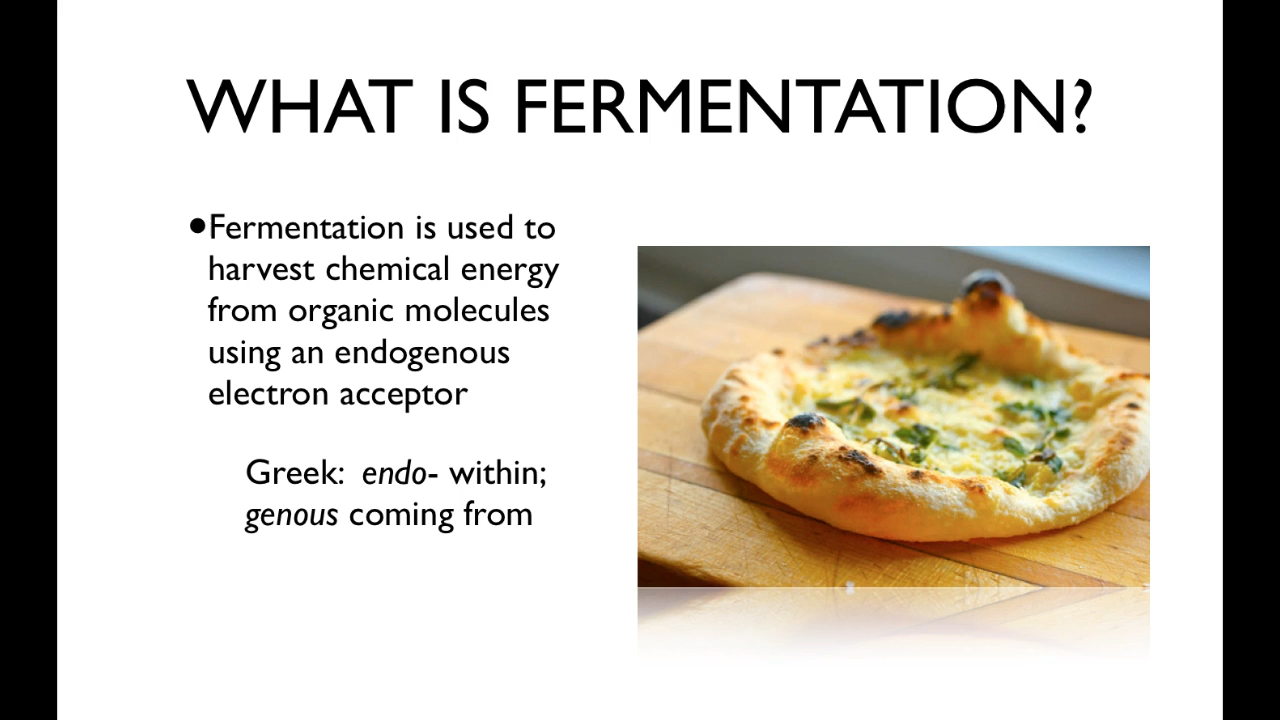 WHAT IS FERMENTATION?
•Fermentation is used to
harvest chemical energy
from organic molecules
using an endogenous
electron acceptor
Greek: endo- within;
genous coming from